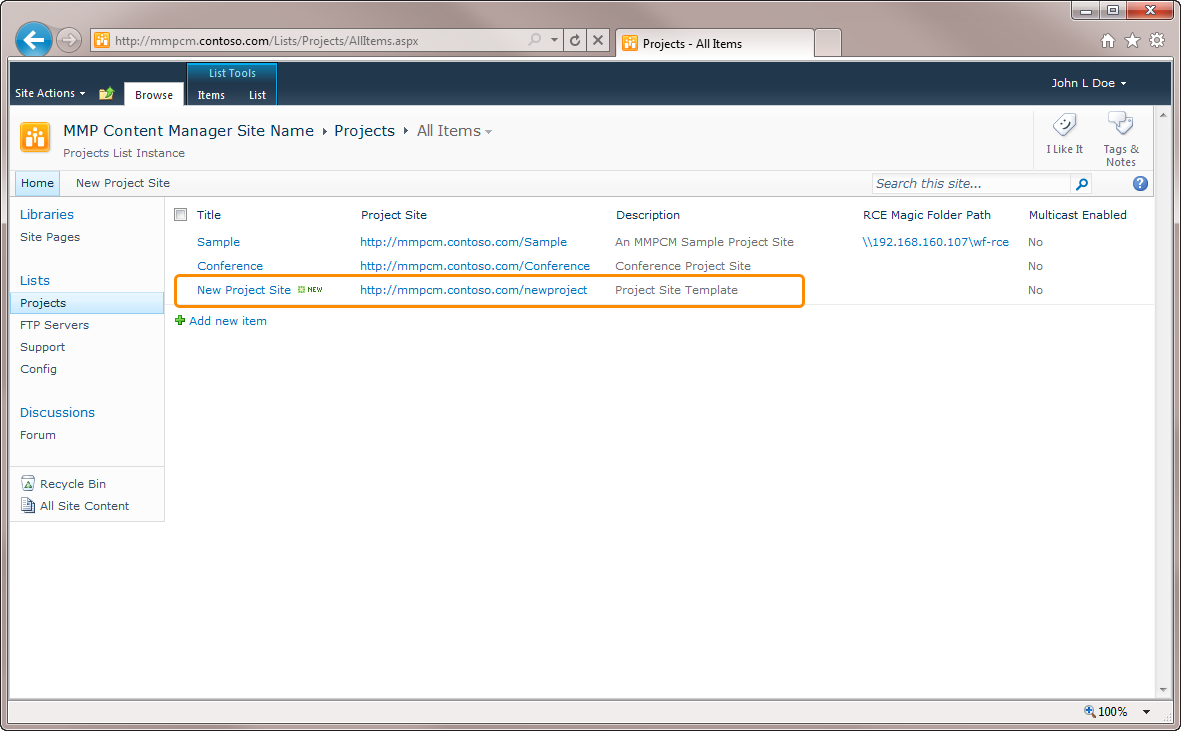 http://mmpcm.contoso.com/Lists/Projects/AllItems.aspx
Projects - All Items
List Tools
Site Actions
Browse
Items
List
John L Doe
MMP Content Manager Site Name
Projects
All Items
Projects List Instance
I Like It
Tags & Notes
Home
New Project Site
Search this site...
Libraries
Site Pages
Lists
Projects
FTP Servers
Support
Config
Discussions
Forum
Recycle Bin
All Site Content
Title Project Site Description RCE Magic Folder Path Multicast Enabled
Sample http://mmpcm.contoso.com/Sample An MMPCM Sample Project Site \\192.168.160.107\wf-rce No
Conference http://mmpcm.contoso.com/Conference Conference Project Site No
New Project Site NEW http://mmpcm.contoso.com/newproject Project Site Template No
Add new item
100%